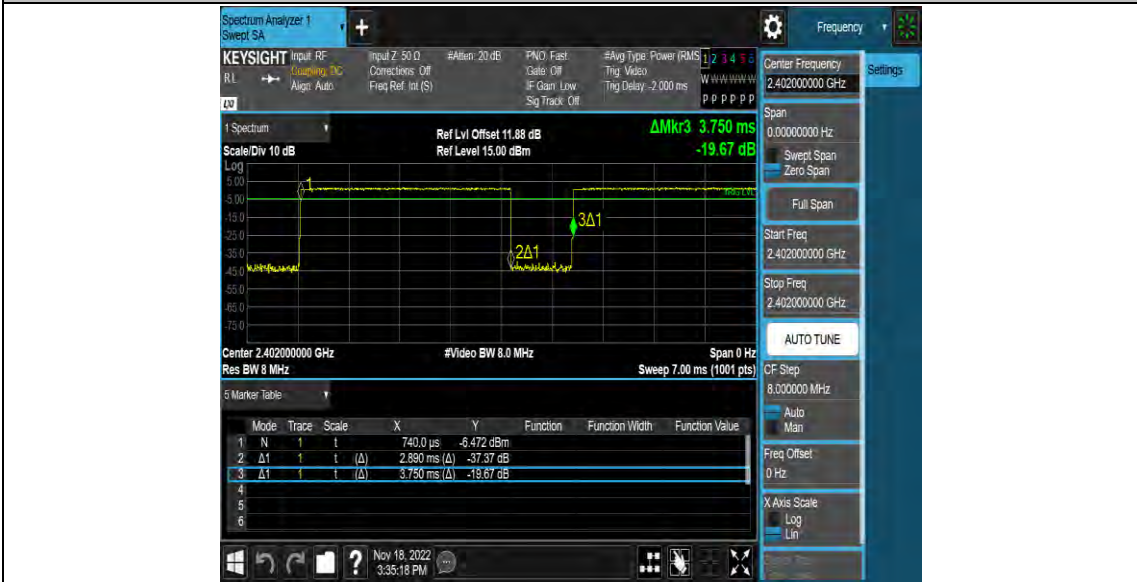 Spectrum Analyzer 1
Swept SA
+
Frequency
KEYSIGHT Input: RF Input Z: 50 Ω #Atten: 20 dB PNO: Fast #Avg Type: Power (RMS 1 2 3 4 5 6
R L Coupling: DC Corrections: Off Gate: Off Trig: Video W W W W W W
Align: Auto Freq Ref: Int (S) IF Gain: Low Trig Delay: -2.000 ms
LXI Sig Track: Off P P P P P P
1 Spectrum
Ref Lvl Offset 11.88 dB ΔMkr3 3.750 ms
Scale/Div 10 dB Ref Level 15.00 dBm -19.67 dB
Log
5.00
-5.00
-15.0
-25.0
-35.0
-45.0
-55.0
-65.0
-75.0
1
2Δ1
3Δ1
TRIG LVL
Center 2.402000000 GHz #Video BW 8.0 MHz Span 0 Hz
Res BW 8 MHz Sweep 7.00 ms (1001 pts)
5 Marker Table
Mode Trace Scale X Y Function Function Width Function Value
1 N 1 t 740.0 µs -6.472 dBm
2 Δ1 1 t (Δ) 2.890 ms (Δ) -37.37 dB
3 Δ1 1 t (Δ) 3.750 ms (Δ) -19.67 dB
4
5
6
?
Nov 18, 2022
3:35:18 PM
Center Frequency
2.402000000 GHz
Settings
Span
0.00000000 Hz
Swept Span
Zero Span
Full Span
Start Freq
2.402000000 GHz
Stop Freq
2.402000000 GHz
AUTO TUNE
CF Step
8.000000 MHz
Auto
Man
Freq Offset
0 Hz
X Axis Scale
Log
Lin